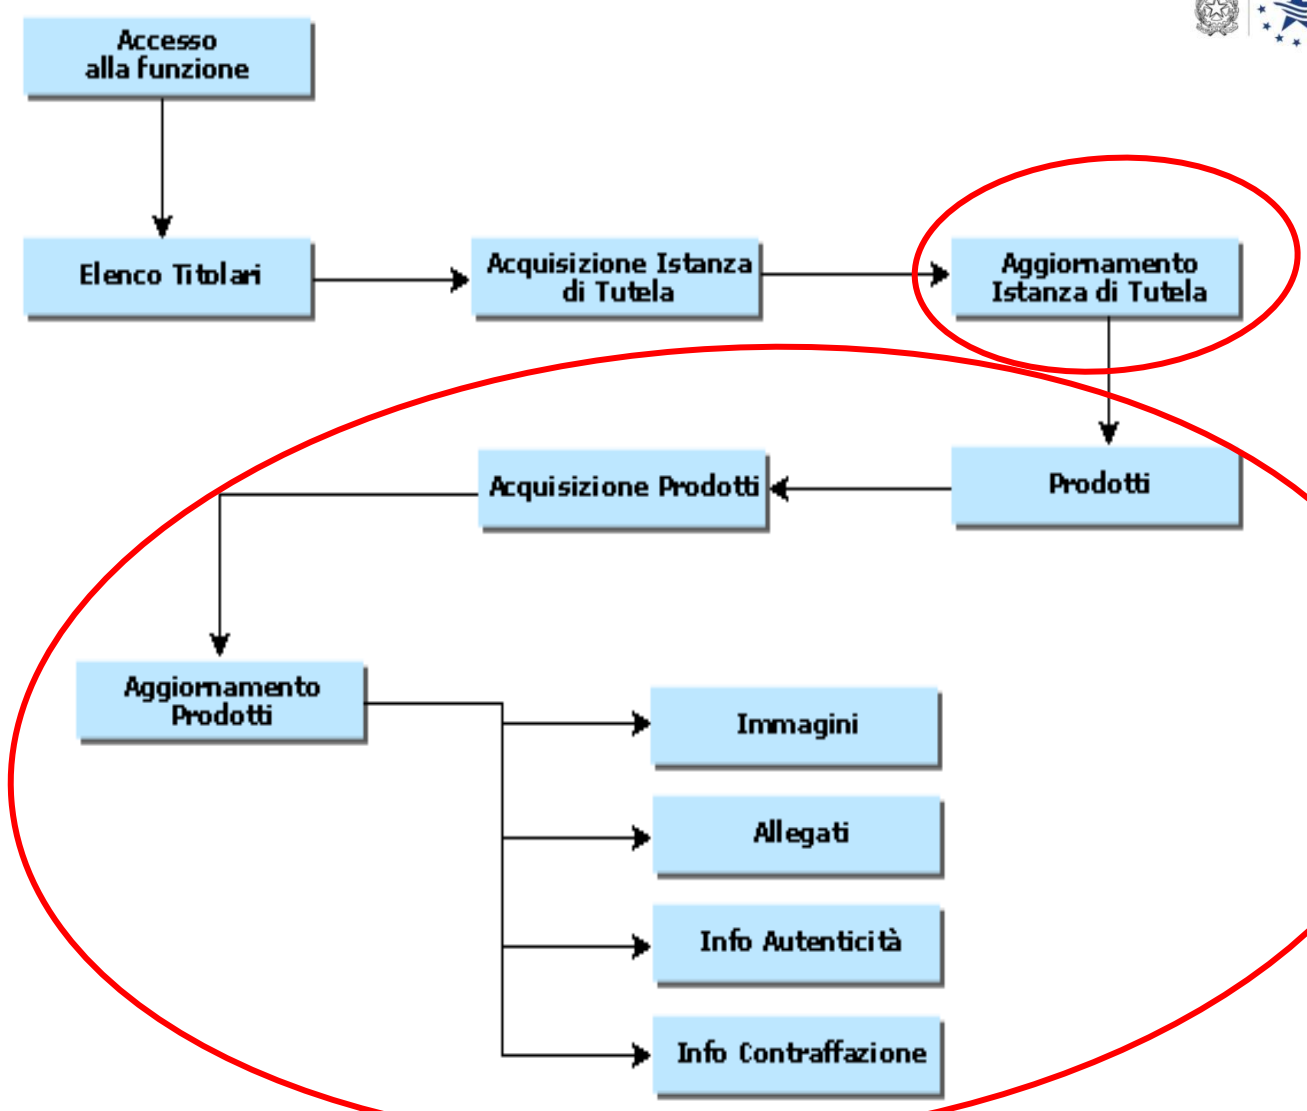 Accesso
alla funzione
Elenco Titolari
Acquisizione Istanza
di Tutela
Aggiornamento
Istanza di Tutela
Acquisizione Prodotti
Prodotti
Aggiornamento
Prodotti
Immagini
Allegati
Info Autenticità
Info Contraffazione